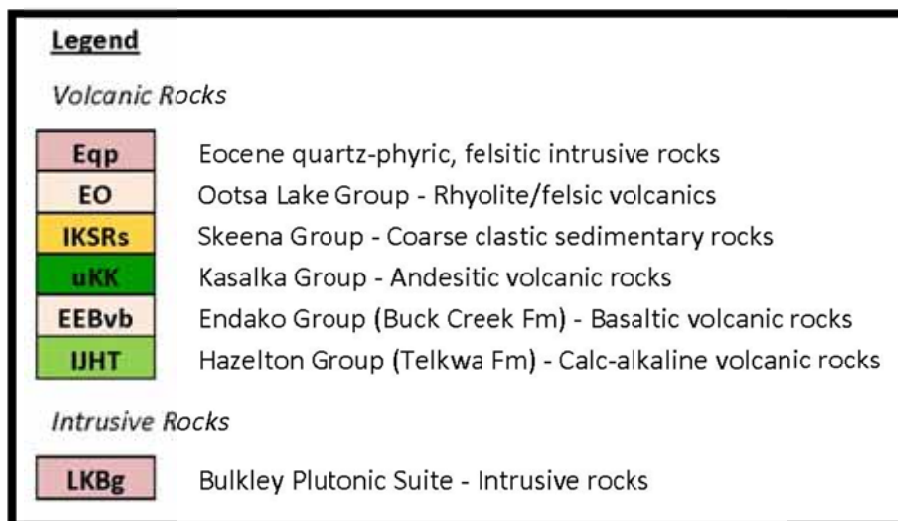 Legend
Volcanic Rocks
Eqp Eocene quartz-phyric, felsitic intrusive rocks
EO Ootsa Lake Group - Rhyolite/felsic volcanics
IKSRs Skeena Group - Coarse clastic sedimentary rocks
uKK Kasalka Group - Andesitic volcanic rocks
EEBvb Endako Group (Buck Creek Fm) - Basaltic volcanic rocks
IJHT Hazelton Group (Telkwa Fm) - Calc-alkaline volcanic rocks
Intrusive Rocks
LKBg Bulkley Plutonic Suite - Intrusive rocks